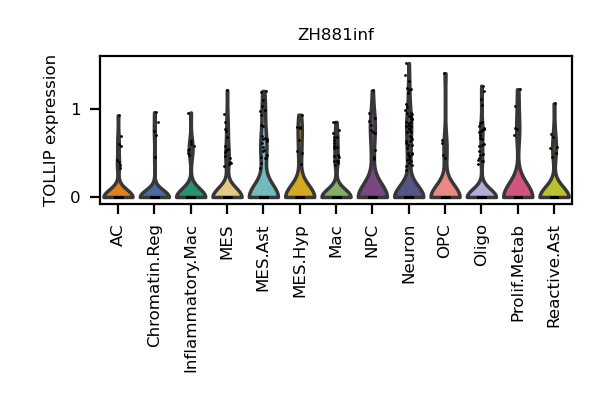 ZH881inf
TOLLIP expression
1
0
AC
Chromatin.Reg
Inflammatory.Mac
MES
MES.Ast
MES.Hyp
Mac
NPC
Neuron
OPC
Oligo
Prolif.Metab
Reactive.Ast